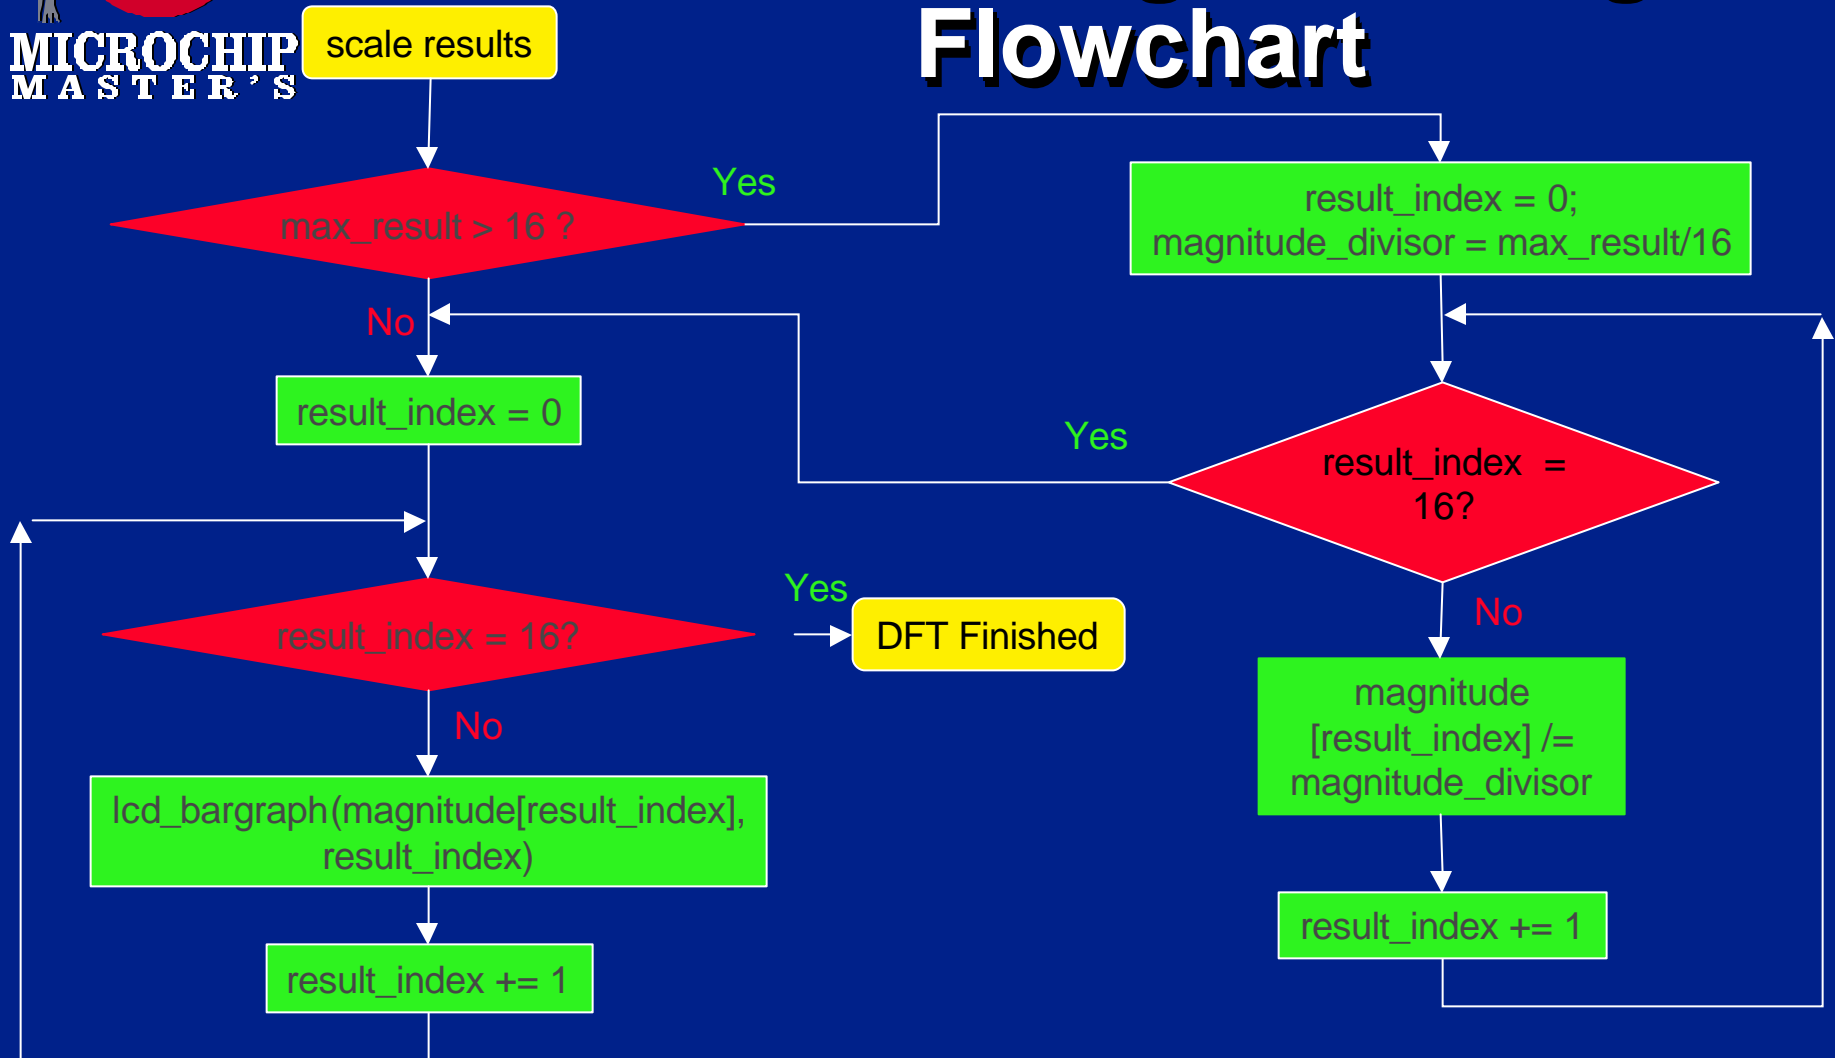 Flowchart
MICROCHIP
MASTER'S
scale results
max_result > 16 ?
Yes
No
result_index = 0;
magnitude_divisor = max_result/16
result_index = 0
Yes
result_index =
16?
No
result_index = 16?
Yes
DFT Finished
No
magnitude
[result_index] /=
magnitude_divisor
lcd_bargraph(magnitude[result_index],
result_index)
result_index += 1
result_index += 1